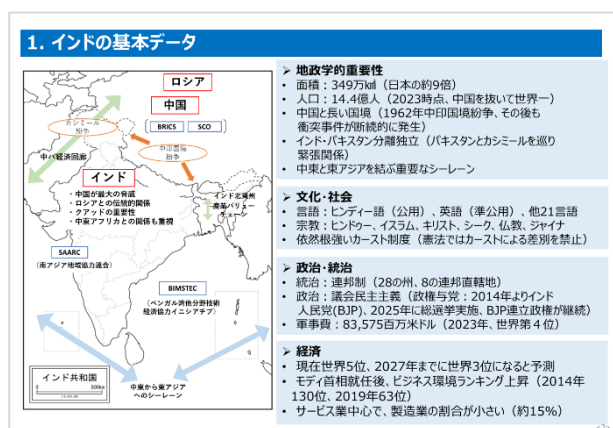 1. インドの基本データ
ロシア
中国
BRICS
SCO
カシミール
紛争
中印国境
紛争
中パ経済回廊
インド
・中国が最大の脅威
・ロシアとの伝統的関係
・クアッドの重要性
・中東アフリカとの関係も重視
インド北東州
産業バリュー
チェーン
SAARC
(南アジア地域協力連合)
BIMSTEC
(ベンガル湾他分野技術
経済協力イニシアチブ)
インド共和国
0
800km
中東から東アジア
へのシーレーン
➢ 地政学的重要性
・ 面積：349万㎢（日本の約9倍）
・ 人口：14.4億人（2023時点、中国を抜いて世界一）
・ 中国と長い国境（1962年中印国境紛争、その後も
衝突事件が断続的に発生）
・ インド・パキスタン分離独立（パキスタンとカシミールを巡り
緊張関係）
・ 中東と東アジアを結ぶ重要なシーレーン
➢ 文化・社会
・ 言語：ヒンディー語（公用）、英語（準公用）、他21言語
・ 宗教：ヒンドゥー、イスラム、キリスト、シーク、仏教、ジャイナ
・ 依然根強いカースト制度（憲法ではカーストによる差別を禁止）
➢ 政治・統治
・ 統治：連邦制（28の州、8の連邦直轄地）
・ 政治：議会民主主義（政権与党：2014年よりインド
人民党(BJP)、2025年に総選挙実施、BJP連立政権が継続）
・ 軍事費：83,575百万米ドル（2023年、世界第４位）
➢ 経済
・ 現在世界5位、2027年までに世界3位になると予測
・ モディ首相就任後、ビジネス環境ランキング上昇（2014年
130位、2019年63位）
・ サービス業中心で、製造業の割合が小さい（約15%）